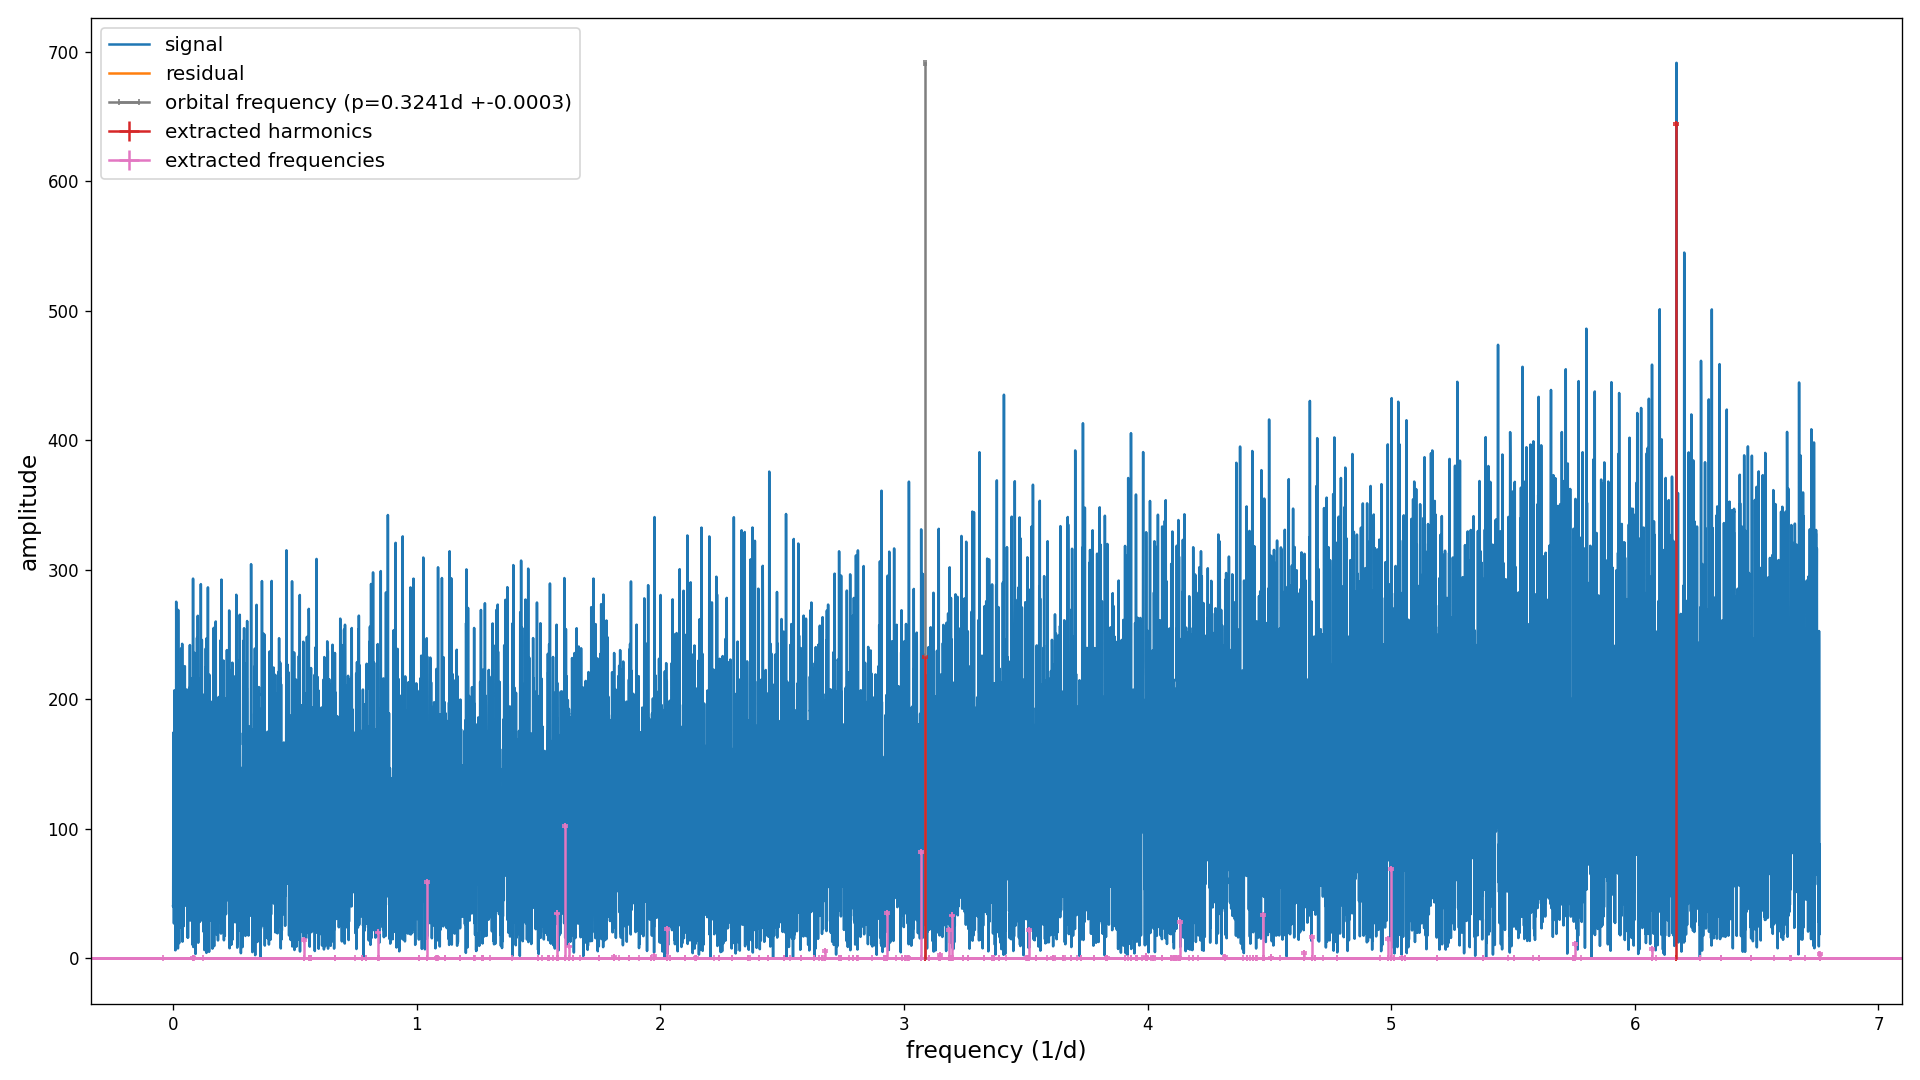 signal
residual
orbital frequency (p=0.3241d +-0.0003)
extracted harmonics
extracted frequencies
amplitude
700
600
500
400
300
200
100
0
0 1 2 3 4 5 6 7
frequency (1/d)